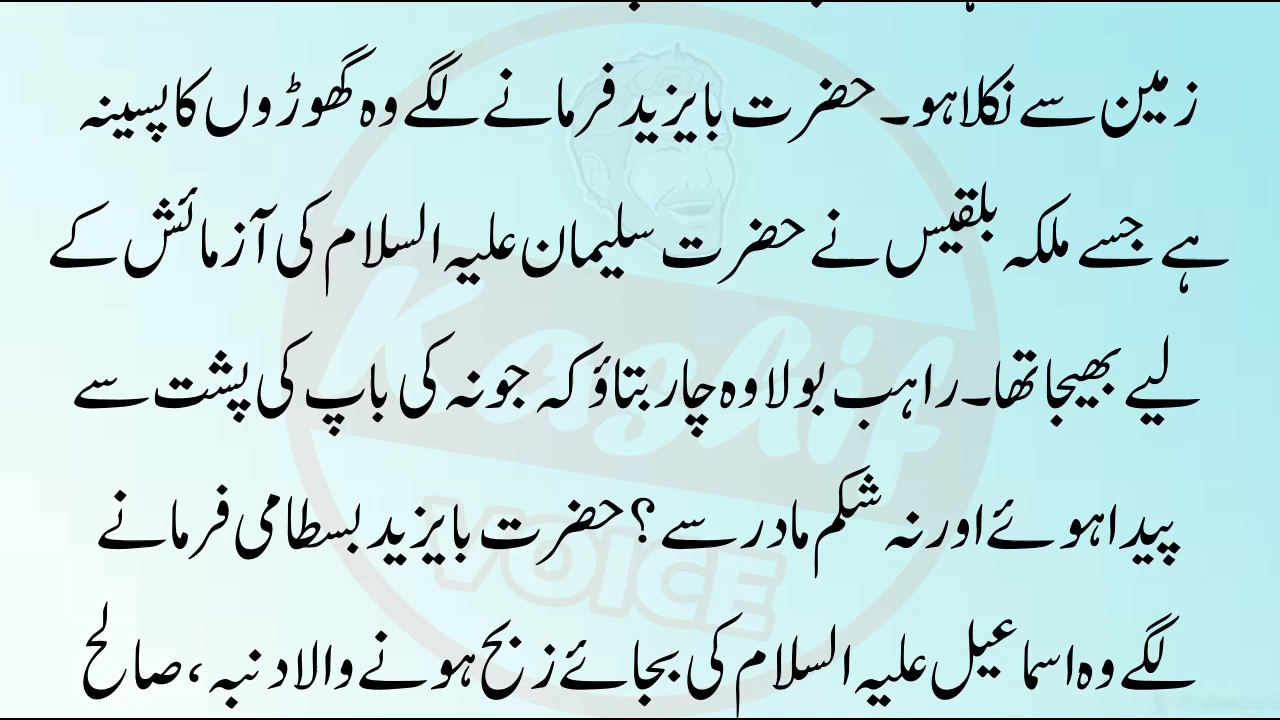 زمین سے نکلا ہو۔ حضرت بایزید فرمانے لگے وہ گھوڑوں کا پسینہ
ہے جسے ملکہ بلقیس نے حضرت سلیمان علیہ السلام کی آزمائش کے
لیے بھیجا تھا۔ راہب بولا وہ چار بتاؤ کہ جو نہ کی باپ کی پشت سے
پیدا ہوئے اور نہ شکم مادر سے؟ حضرت بایزید بسطامی فرمانے
لگے وہ اسماعیل علیہ السلام کی بجائے زبح ہونے والا دنبہ، صالح
Kashif
VOICE